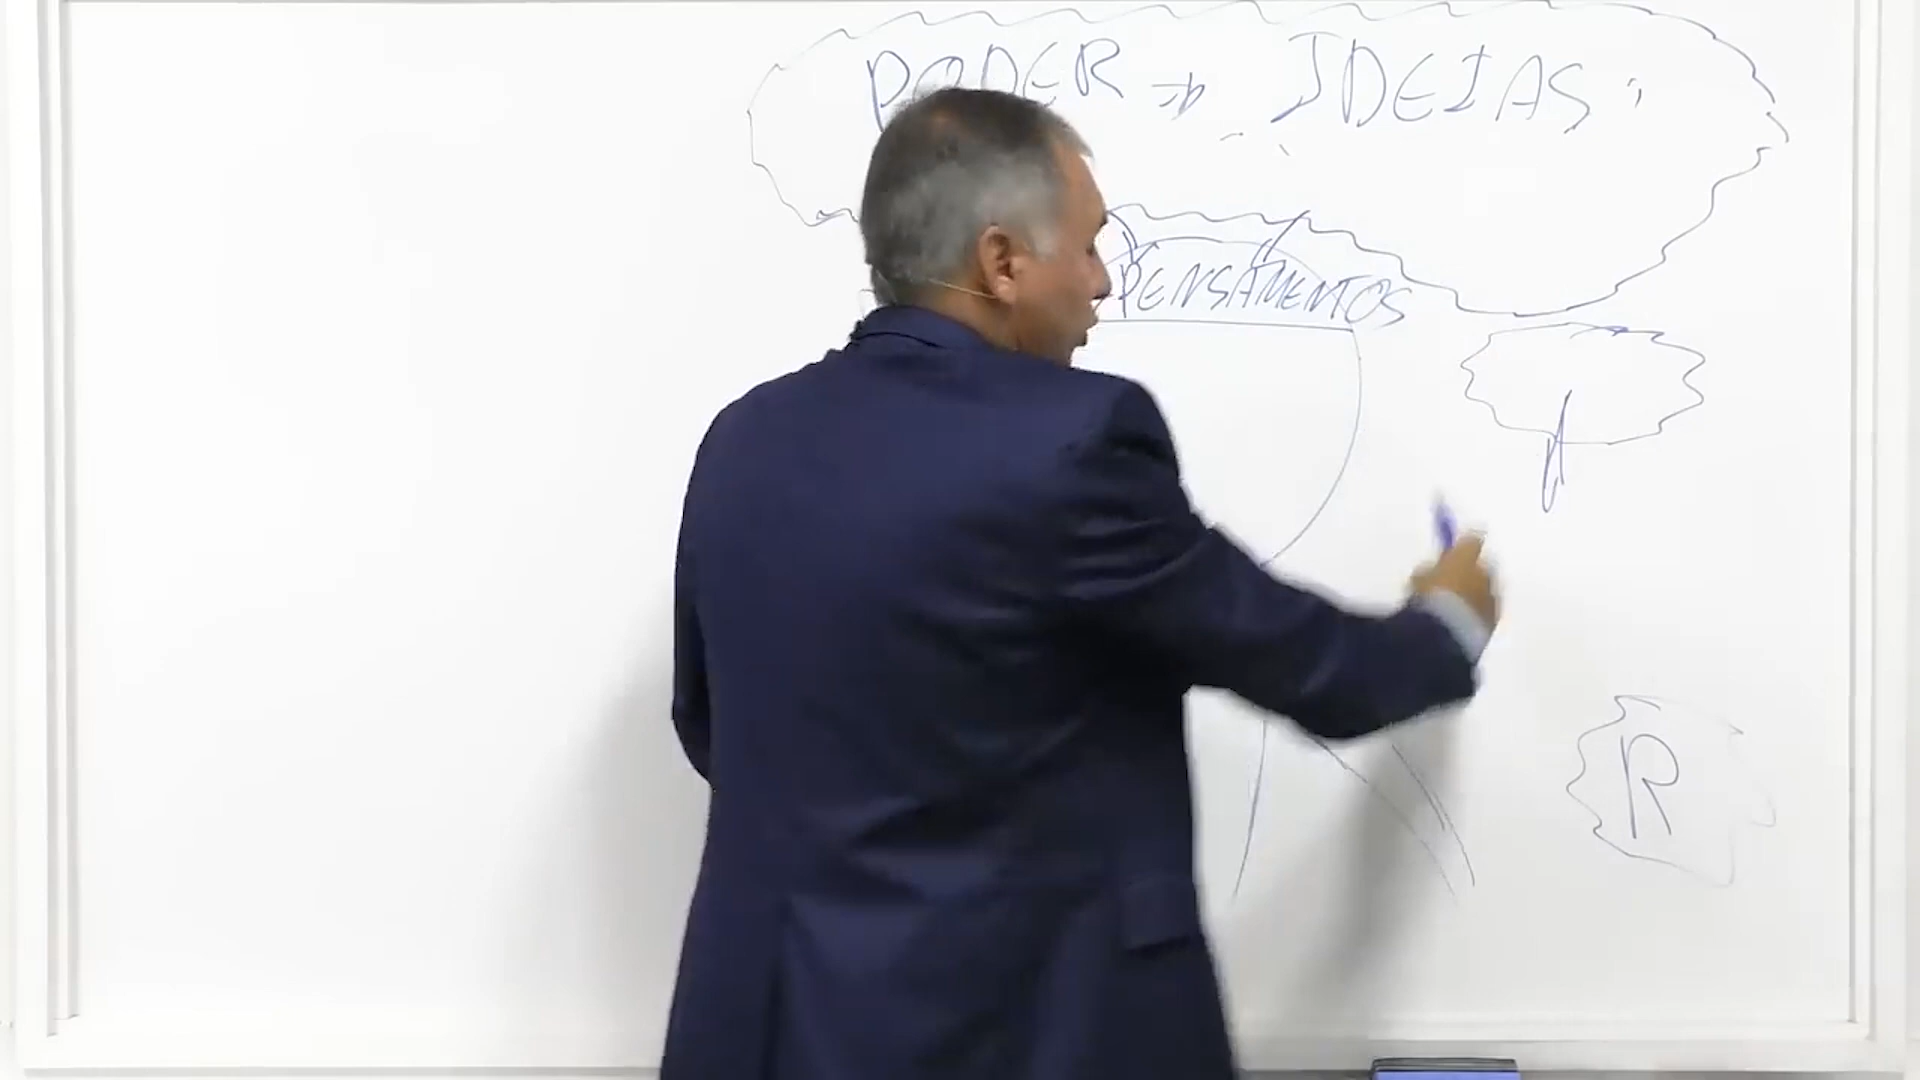 PODER → IDEIAS
PENSAMENTOS
R